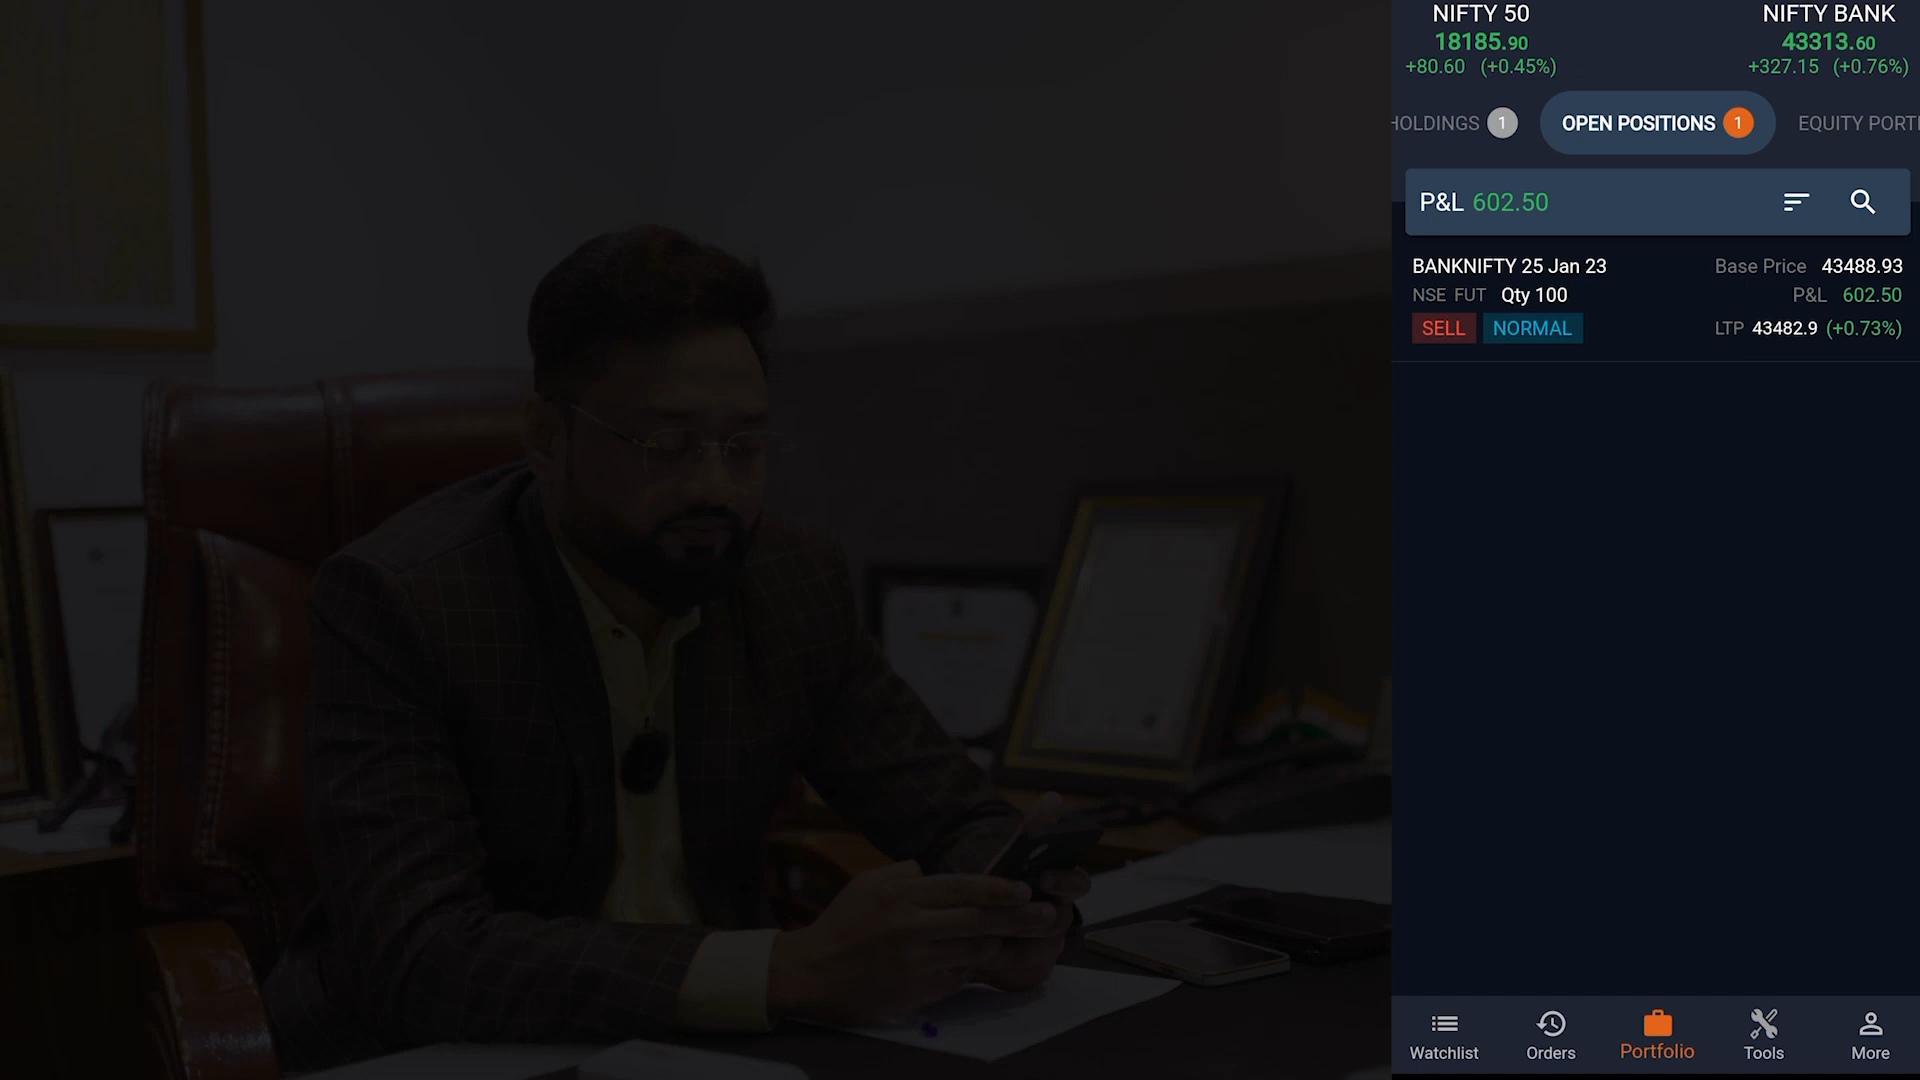 NIFTY 50
18185.90
+80.60 (+0.45%)
NIFTY BANK
43313.60
+327.15 (+0.76%)
HOLDINGS 1
OPEN POSITIONS 1
EQUITY PORT
P&L 602.50
BANKNIFTY 25 Jan 23
Base Price 43488.93
NSE FUT Qty 100
P&L 602.50
SELL NORMAL
LTP 43482.9 (+0.73%)
Watchlist
Orders
Portfolio
Tools
More